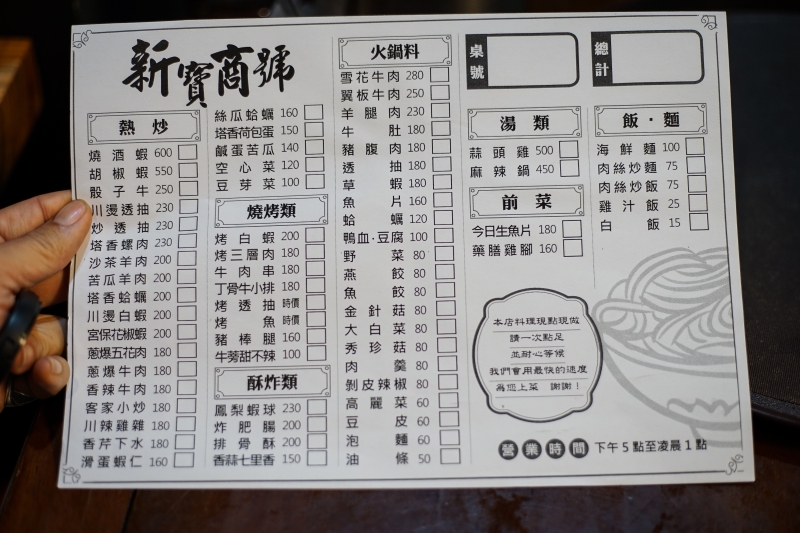 新寶商號
熱炒
燒酒蝦 600
胡椒蝦 550
骰子牛 250
川燙透抽 230
炒透抽 230
塔香螺肉 230
沙茶羊肉 200
苦瓜羊肉 200
塔香蛤蠣 200
川燙白蝦 200
宮保花椒蝦 200
蔥爆五花肉 180
蔥爆牛肉 180
香辣牛肉 180
客家小炒 180
川辣雞雜 180
香芹下水 180
滑蛋蝦仁 160
絲瓜蛤蠣 160
塔香荷包蛋 150
鹹蛋苦瓜 140
空心菜 120
豆芽菜 100
燒烤類
烤白蝦 200
烤三層肉 180
牛肉串 180
丁骨牛小排 180
烤透抽 時價
烤魚 時價
豬棒腿 160
牛蒡甜不辣 100
酥炸類
鳳梨蝦球 230
炸肥腸 200
排骨酥 200
香蒜七里香 150
火鍋料
雪花牛肉 280
翼板牛肉 250
羊腿肉 230
牛肚 180
豬腹肉 180
透抽 180
草蝦 180
魚片 160
蛤蠣 120
鴨血·豆腐 100
野菜 80
燕餃 80
魚餃 80
金針菇 80
大白菜 80
秀珍菇 80
肉羹 80
剝皮辣椒 80
高麗菜 60
豆皮 60
泡麵 60
油條 50
桌號
總計
湯類
蒜頭雞 500
麻辣鍋 450
前菜
今日生魚片 180
藥膳雞腳 160
飯·麵
海鮮麵 100
肉絲炒麵 75
肉絲炒飯 75
雞汁飯 25
白飯 15
本店料理現點現做
請一次點足
並耐心等候
我們會用最快的速度
為您上菜 謝謝!
營業時間 下午5點至凌晨1點